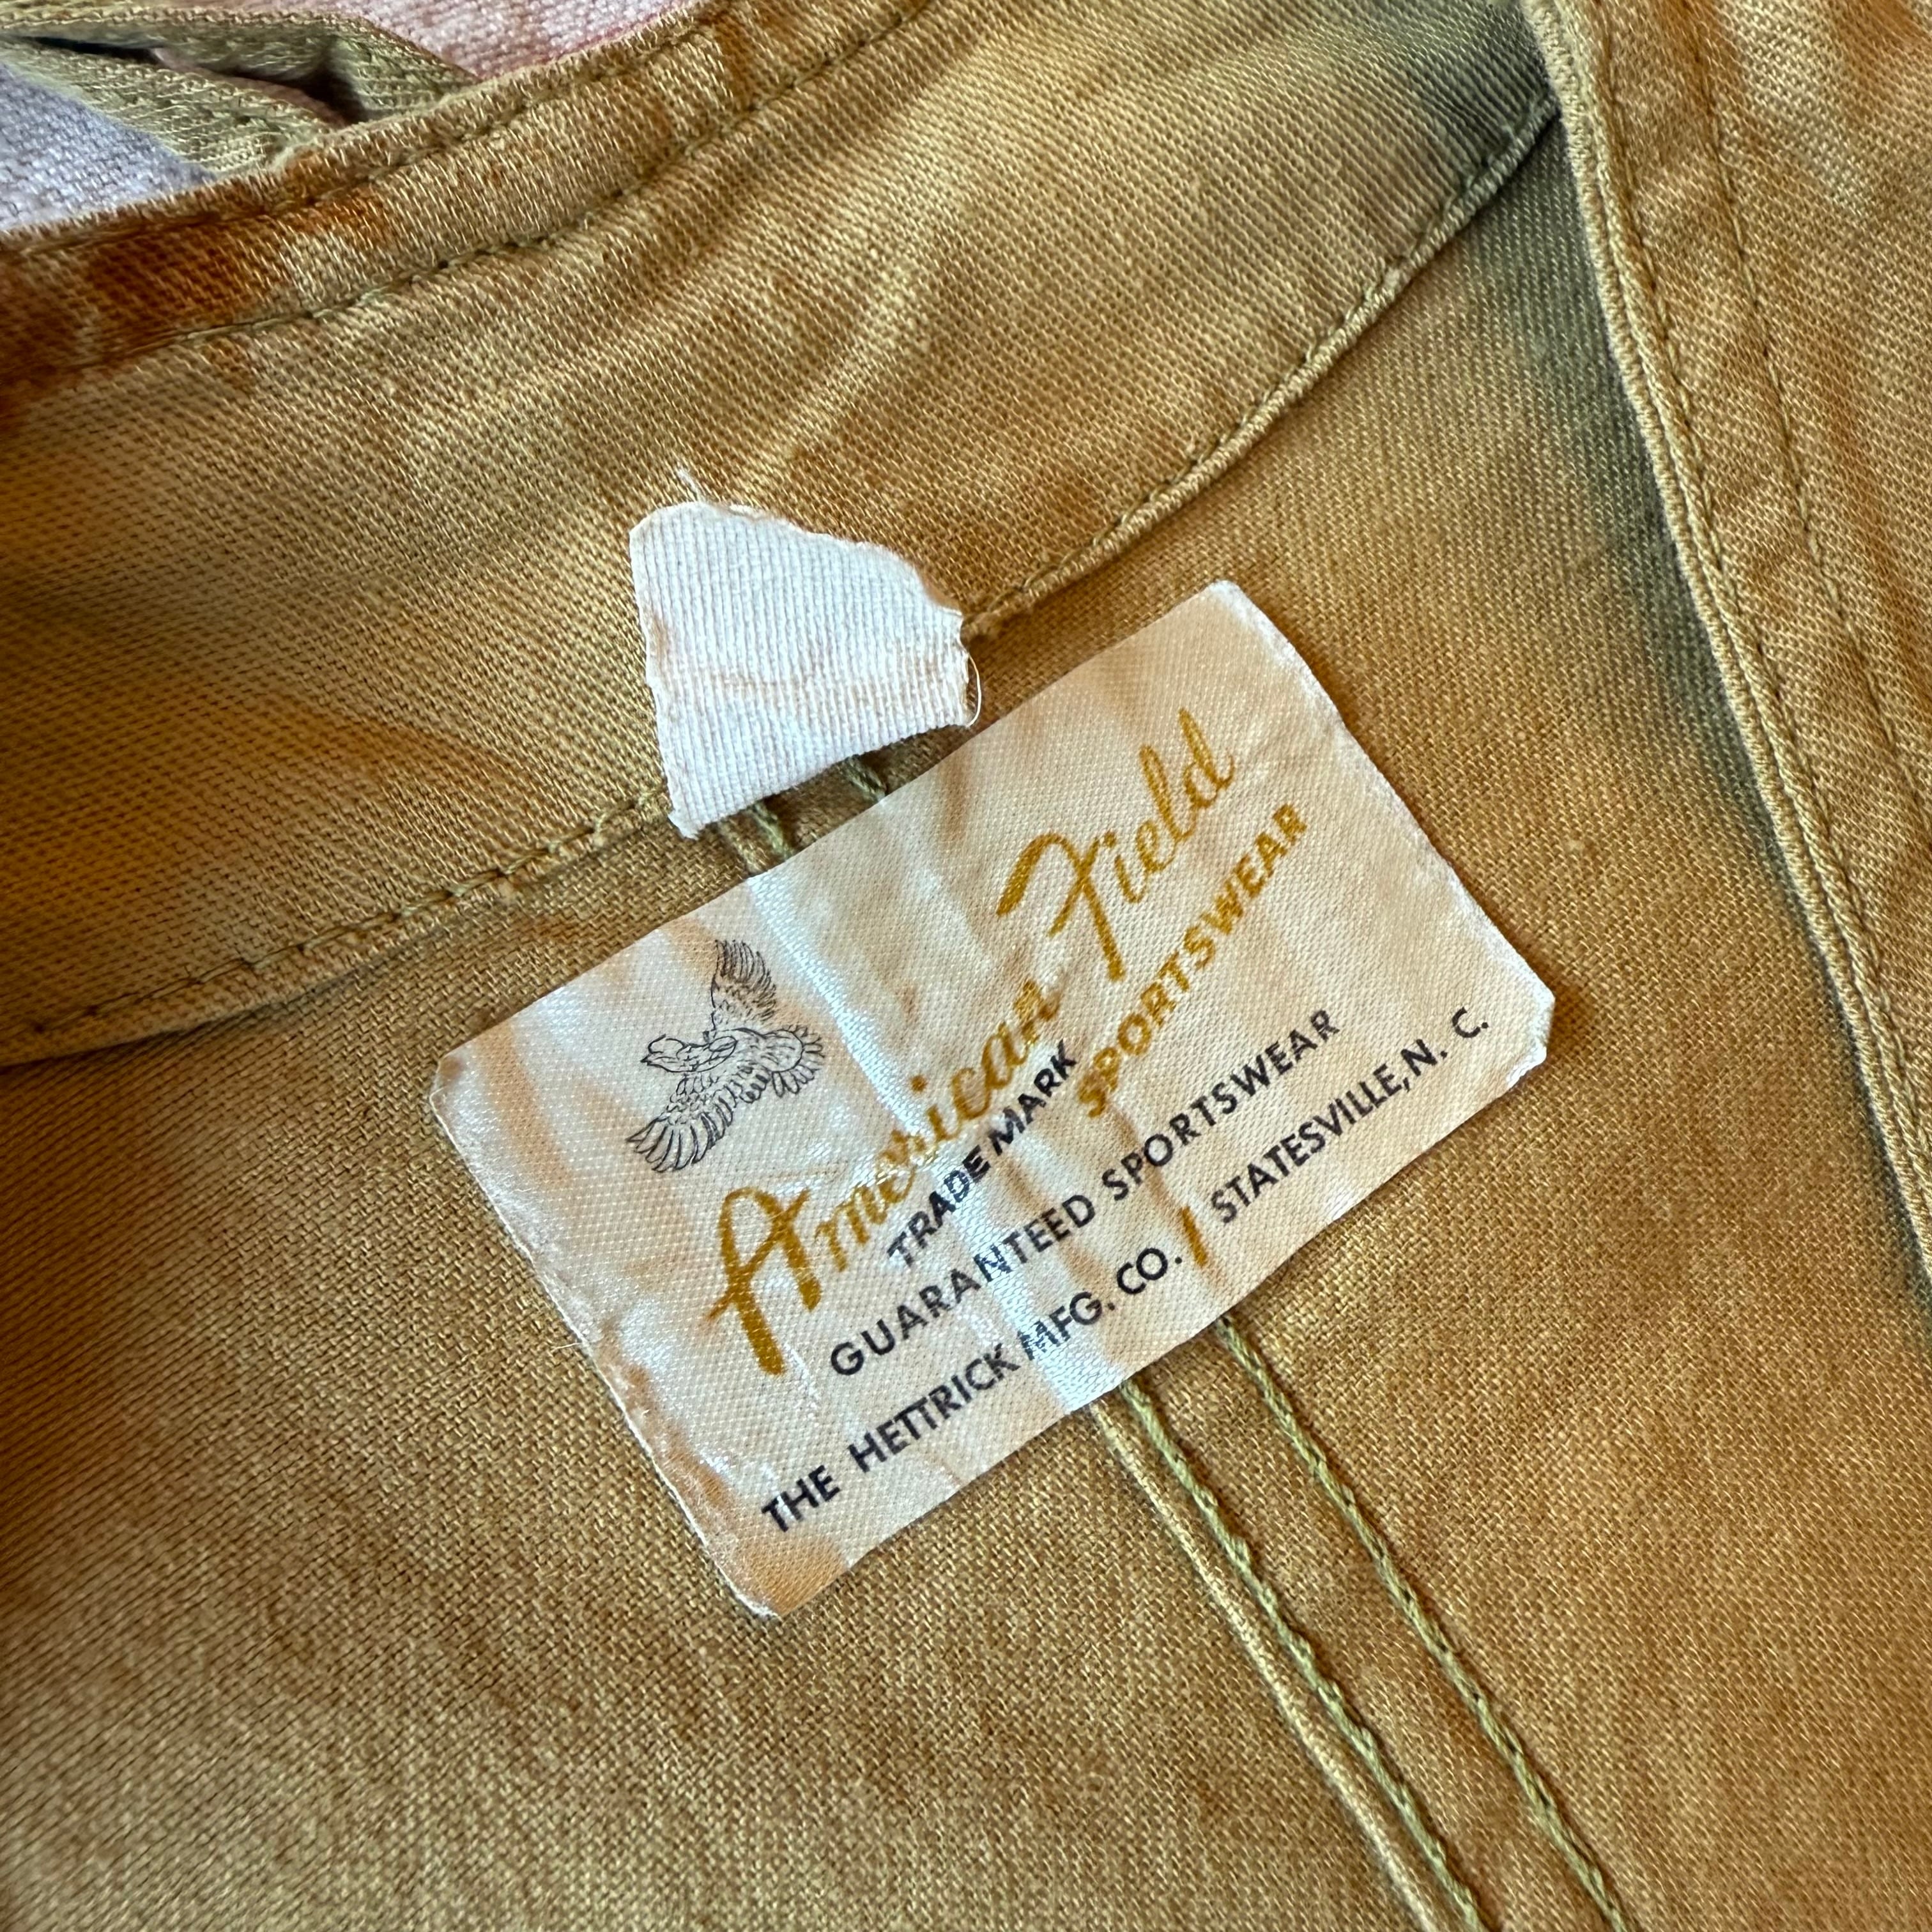 American Field
TRADE MARK
SPORTSWEAR
GUARANTEED SPORTSWEAR
THE HETTRICK MFG. CO. / STATESVILLE, N. C.